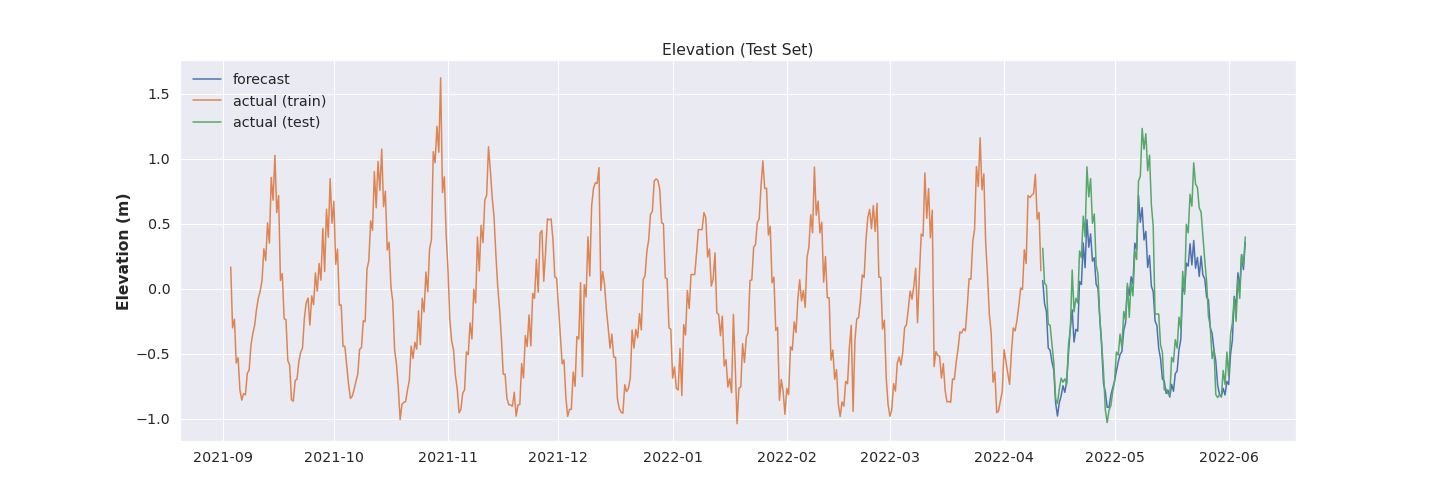 Elevation (Test Set)
forecast
actual (train)
actual (test)
Elevation (m)
1.5
1.0
0.5
0.0
−0.5
−1.0
2021-09 2021-10 2021-11 2021-12 2022-01 2022-02 2022-03 2022-04 2022-05 2022-06